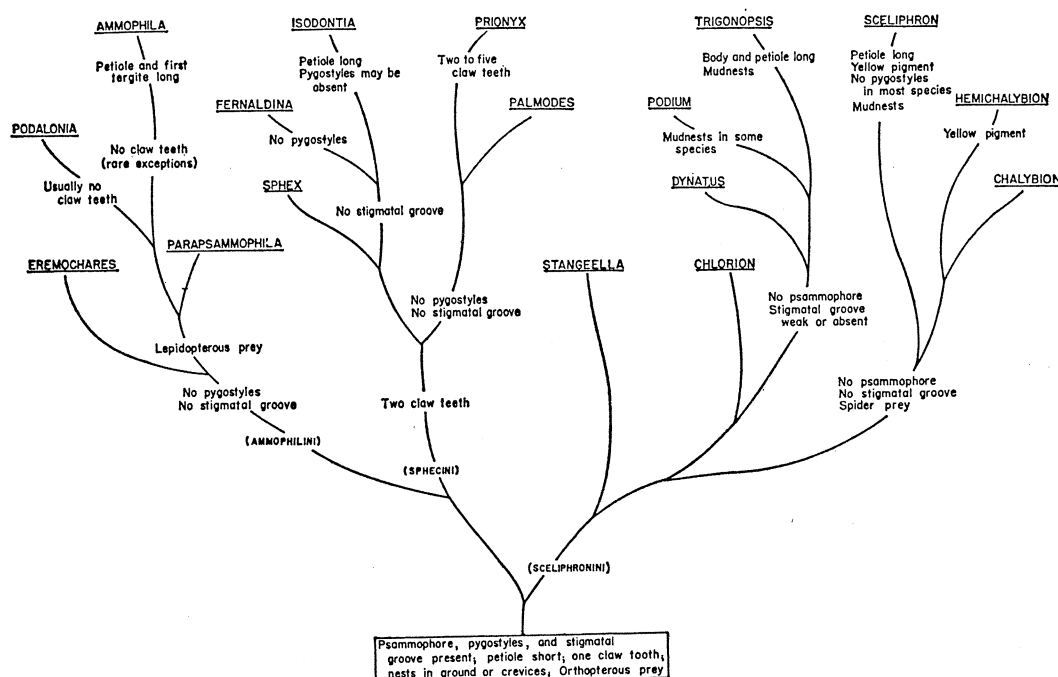 AMMOPHILA
Petiole and first
tergite long
ISODONTIA
Petiole long
Pygostyles may be
absent
PRIONYX
Two to five
claw teeth
TRIGONOPSIS
Body and petiole long
Mudnests
SCELIPHRON
Petiole long
Yellow pigment
No pygostyles
in most species
Mudnests
FERNALDINA
No pygostyles
PALMODES
PODIUM
Mudnests in some
species
HEMICHALYBION
Yellow pigment
PODALONIA
Usually no
claw teeth
No claw teeth
(rare exceptions)
SPHEX
No stigmatal groove
DYNATUS
CHALYBION
EREMOCHARES
PARAPSAMMOPHILA
STANGEELLA
CHLORION
No pygostyles
No stigmatal groove
No psammophore
Stigmatal groove
weak or absent
Lepidopterous prey
No pygostyles
No stigmatal groove
Two claw teeth
No psammophore
No stigmatal groove
Spider prey
(AMMOPHILINI)
(SPHECINI)
(SCELIPHRONINI)
Psammophore, pygostyles, and stigmatal
groove present; petiole short; one claw tooth;
nests in ground or crevices, Orthopterous prey